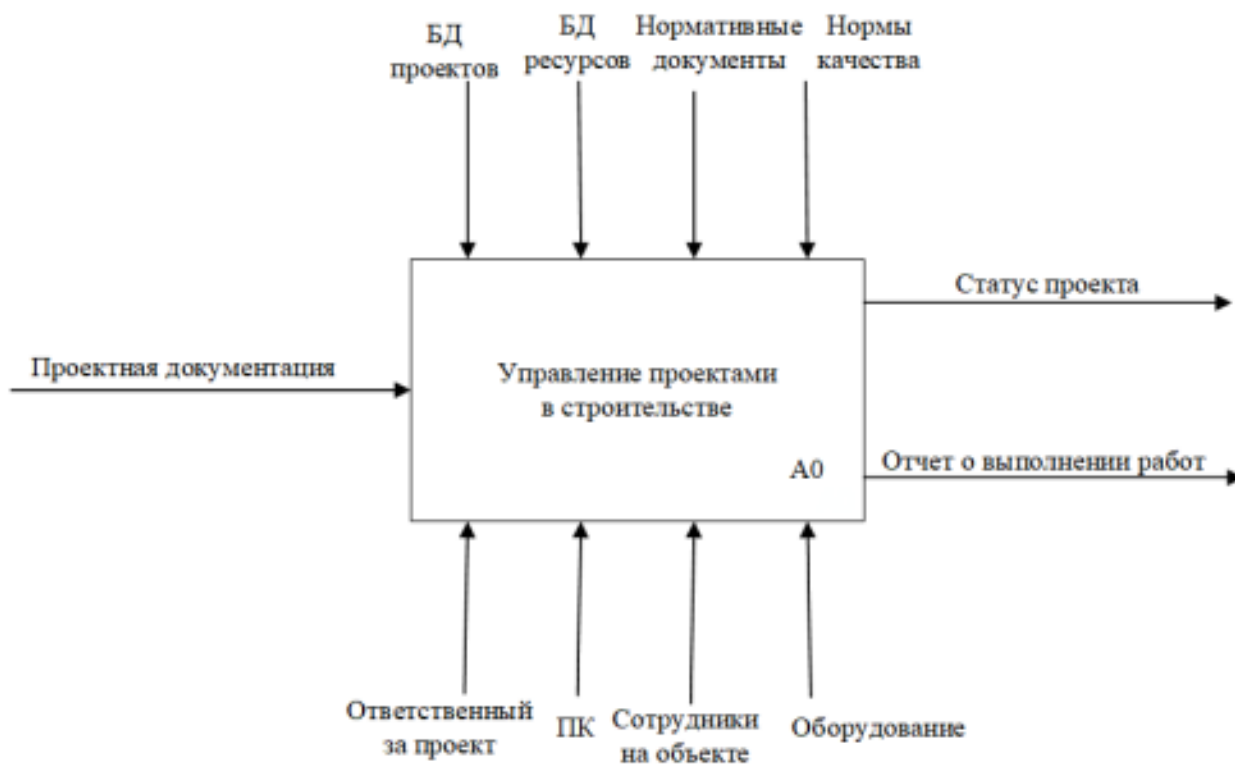 БД
проектов
БД
ресурсов
Нормативные
документы
Нормы
качества
Статус проекта
Проектная документация
Управление проектами
в строительстве
А0
Отчет о выполнении работ
Ответственный
за проект
ПК
Сотрудники
на объекте
Оборудование